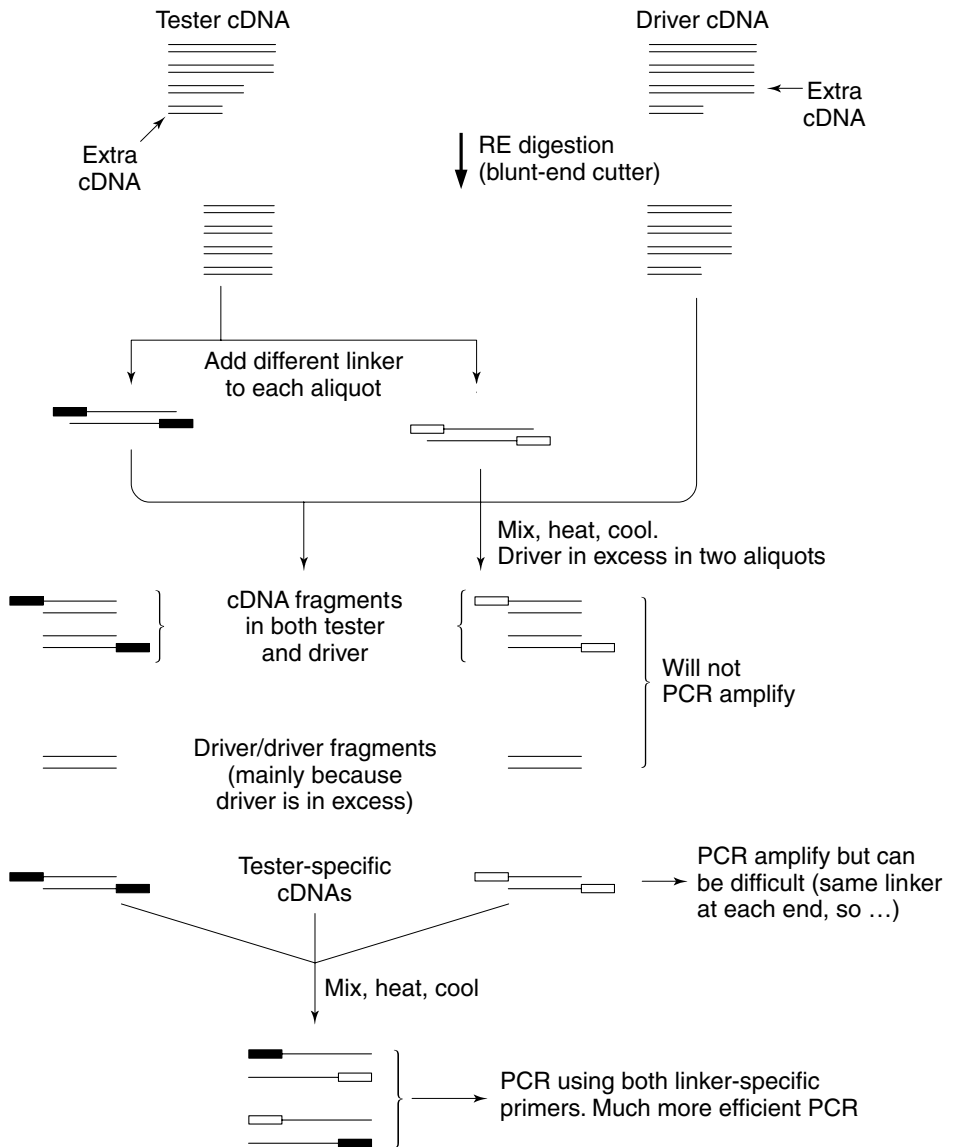 Tester cDNA
Driver cDNA
Extra
cDNA
Extra
cDNA
RE digestion
(blunt-end cutter)
Add different linker
to each aliquot
Mix, heat, cool.
Driver in excess in two aliquots
cDNA fragments
in both tester
and driver
Will not
PCR amplify
Driver/driver fragments
(mainly because
driver is in excess)
Tester-specific
cDNAs
PCR amplify but can
be difficult (same linker
at each end, so …)
Mix, heat, cool
PCR using both linker-specific
primers. Much more efficient PCR